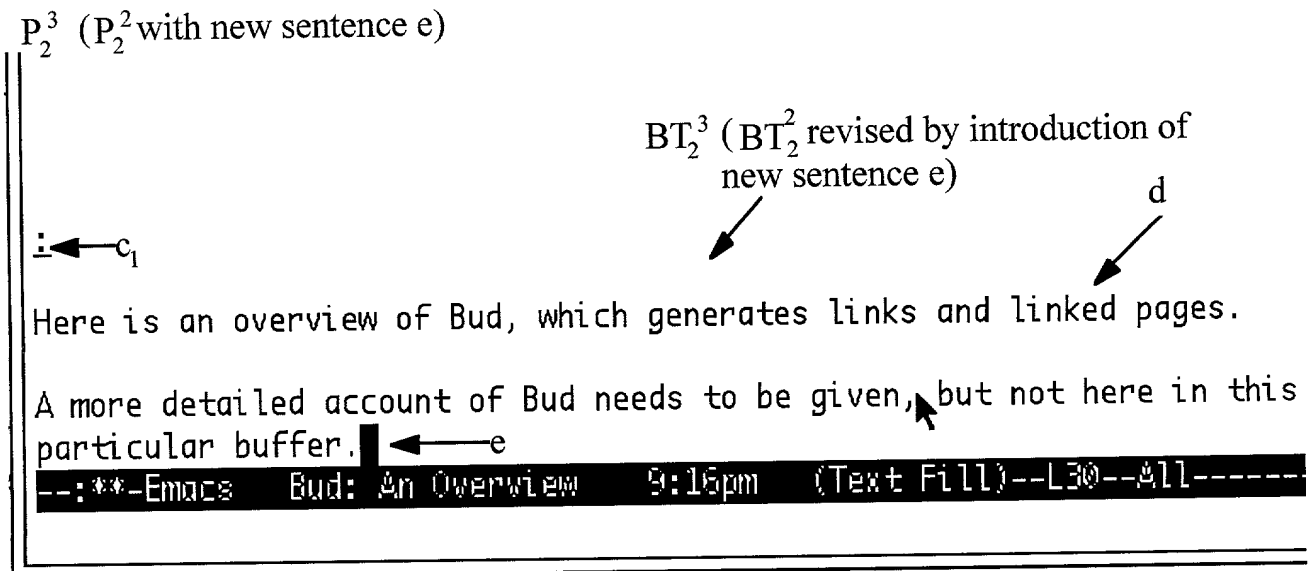 P₂³ (P₂² with new sentence e)
BT₂³ (BT₂² revised by introduction of
new sentence e)
d
:
c₁
Here is an overview of Bud, which generates links and linked pages.
A more detailed account of Bud needs to be given, but not here in this
particular buffer.
e
--:**-Emacs Bud: An Overview 9:16pm (Text Fill)--L30--All-------